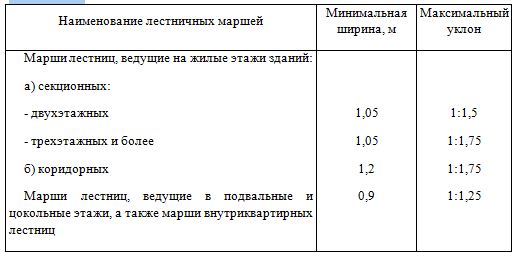 Наименование лестничных маршей Минимальная ширина, м Максимальный уклон
Марши лестниц, ведущие на жилые этажи зданий:
а) секционных:
- двухэтажных 1,05 1:1,5
- трехэтажных и более 1,05 1:1,75
б) коридорных 1,2 1:1,75
Марши лестниц, ведущие в подвальные и 0,9 1:1,25
цокольные этажи, а также марши внутриквартирных
лестниц